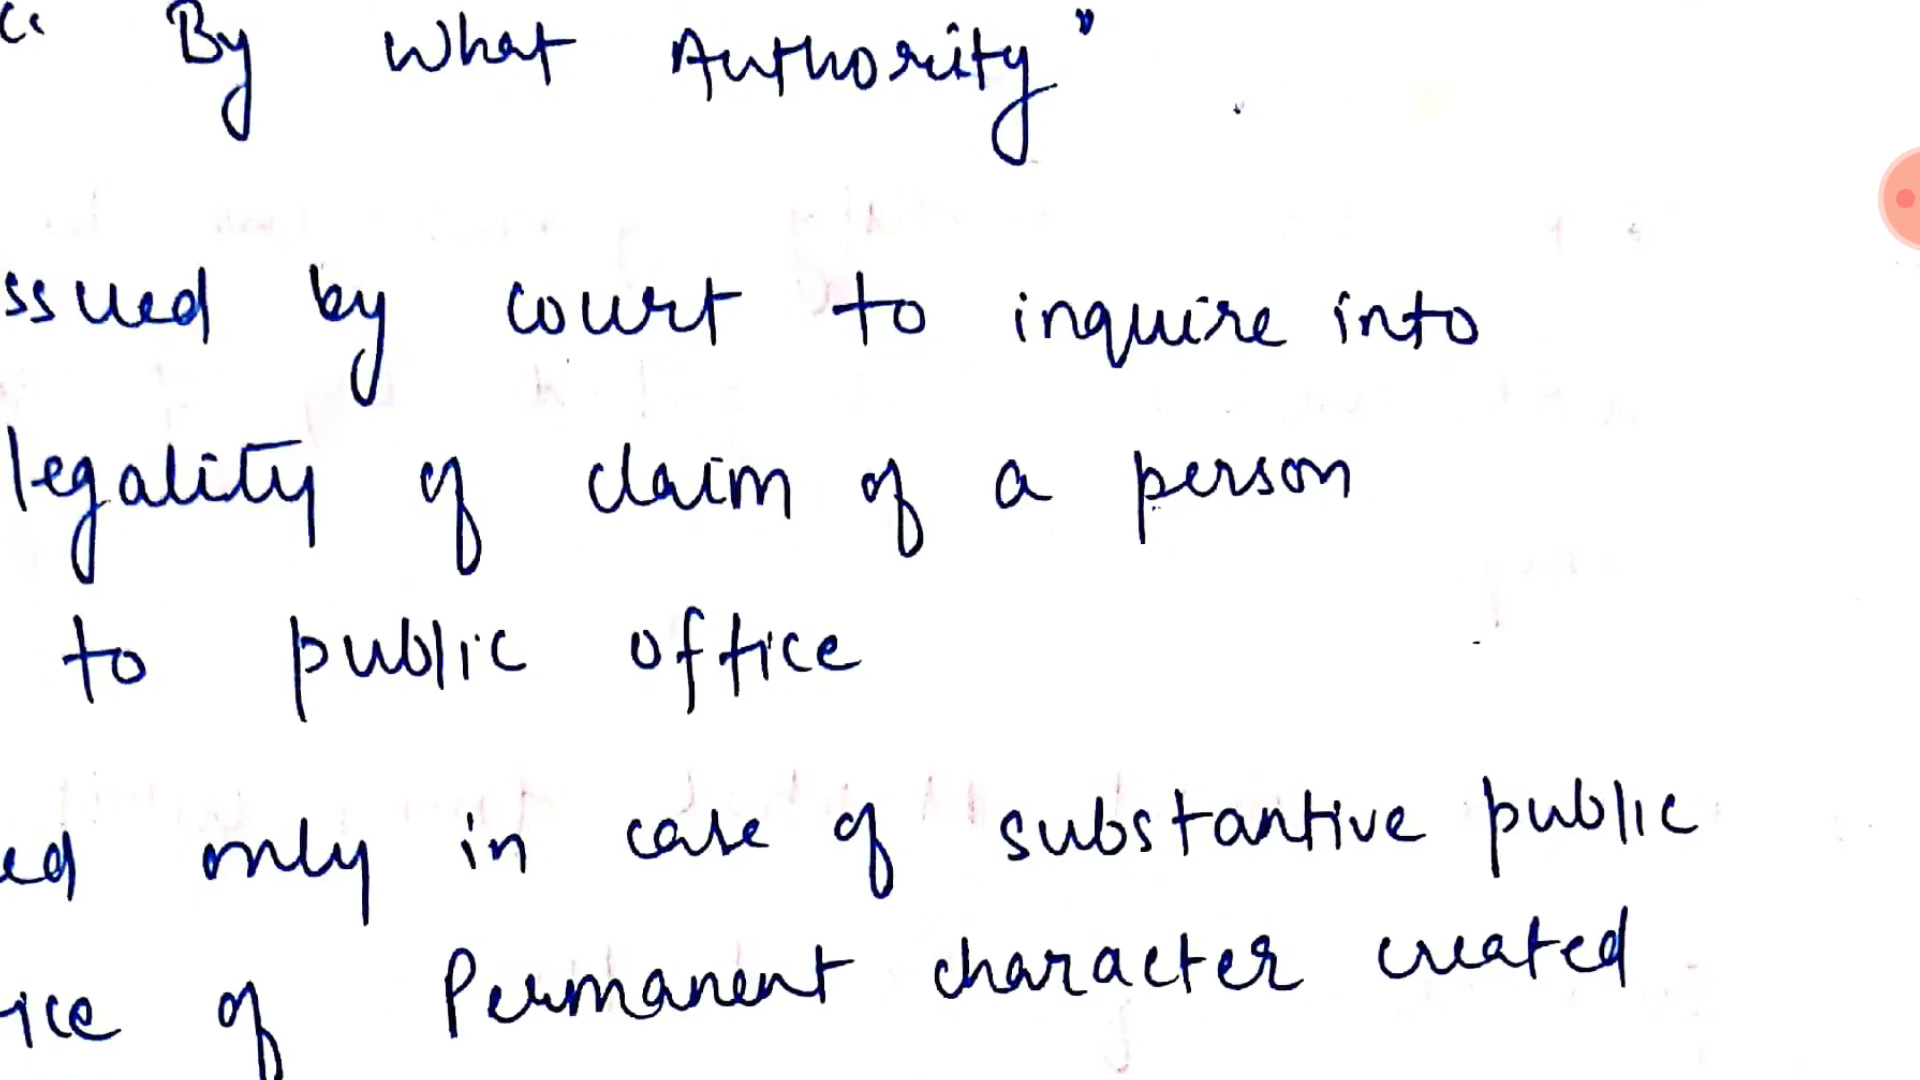 “ By What Authority”
ssued by court to inquire into
legality of claim of a person
to public office
ed only in case of substantive public
ice of Permanent character created